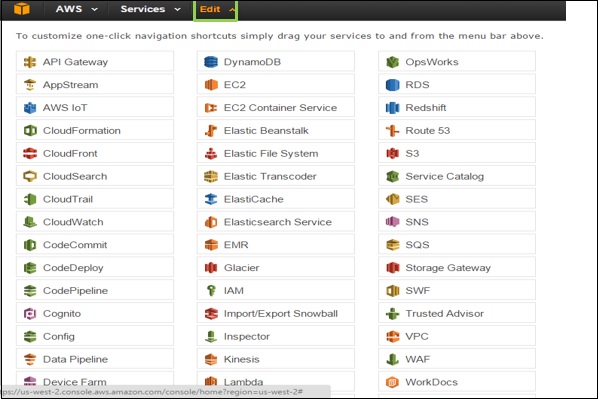 AWS Services Edit
To customize one-click navigation shortcuts simply drag your services to and from the menu bar above.
API Gateway DynamoDB OpsWorks
AppStream EC2 RDS
AWS IoT EC2 Container Service Redshift
CloudFormation Elastic Beanstalk Route 53
CloudFront Elastic File System S3
CloudSearch Elastic Transcoder Service Catalog
CloudTrail ElastiCache SES
CloudWatch Elasticsearch Service SNS
CodeCommit EMR SQS
CodeDeploy Glacier Storage Gateway
CodePipeline IAM SWF
Cognito Import/Export Snowball Trusted Advisor
Config Inspector VPC
Data Pipeline Kinesis WAF
Device Farm Lambda WorkDocs
ps://us-west-2.console.aws.amazon.com/console/home?region=us-west-2#